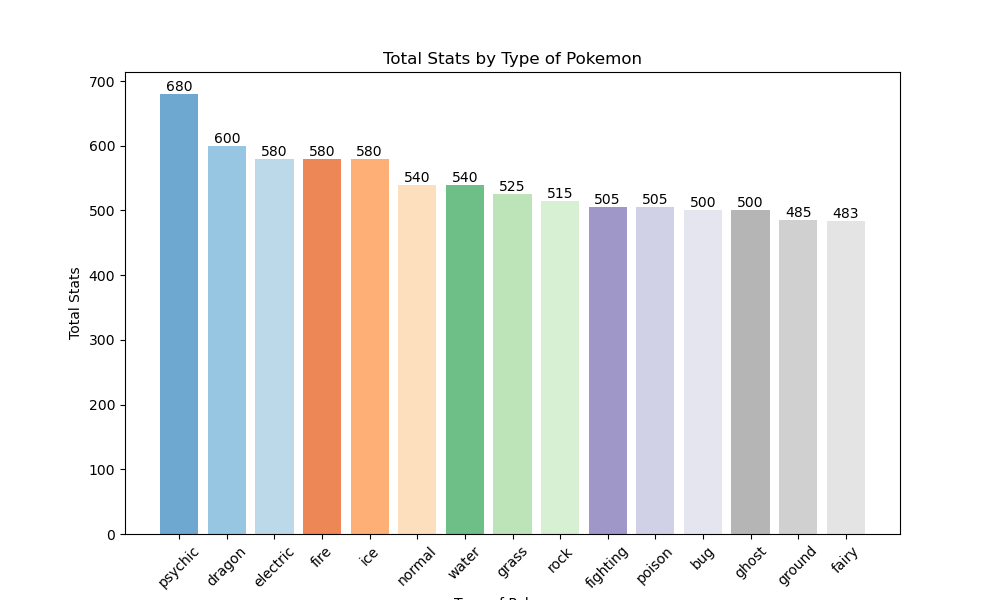 Total Stats by Type of Pokemon
Total Stats
700
600
500
400
300
200
100
0
680
600
580
580
580
540
540
525
515
505
505
500
500
485
483
psychic
dragon
electric
fire
ice
normal
water
grass
rock
fighting
poison
bug
ghost
ground
fairy